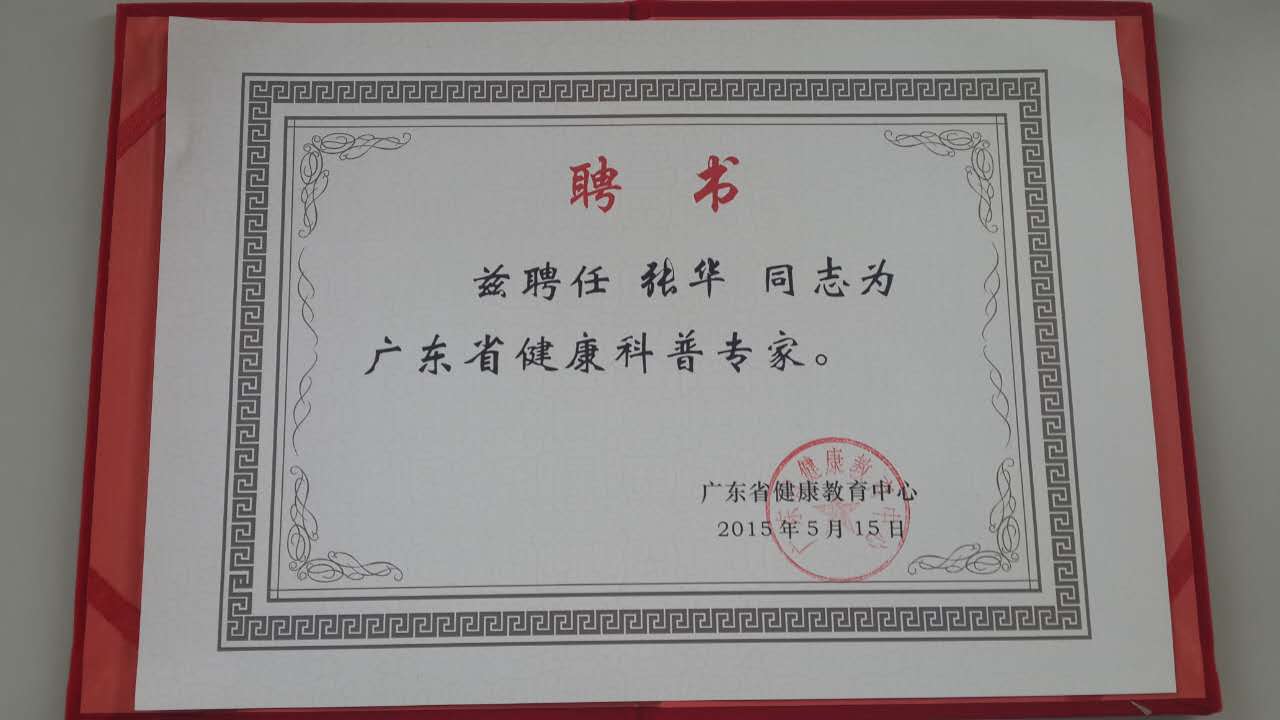 聘 书
兹聘任 张华 同志为
广东省健康科普专家。
广东省健康教育中心
2015年5月15日